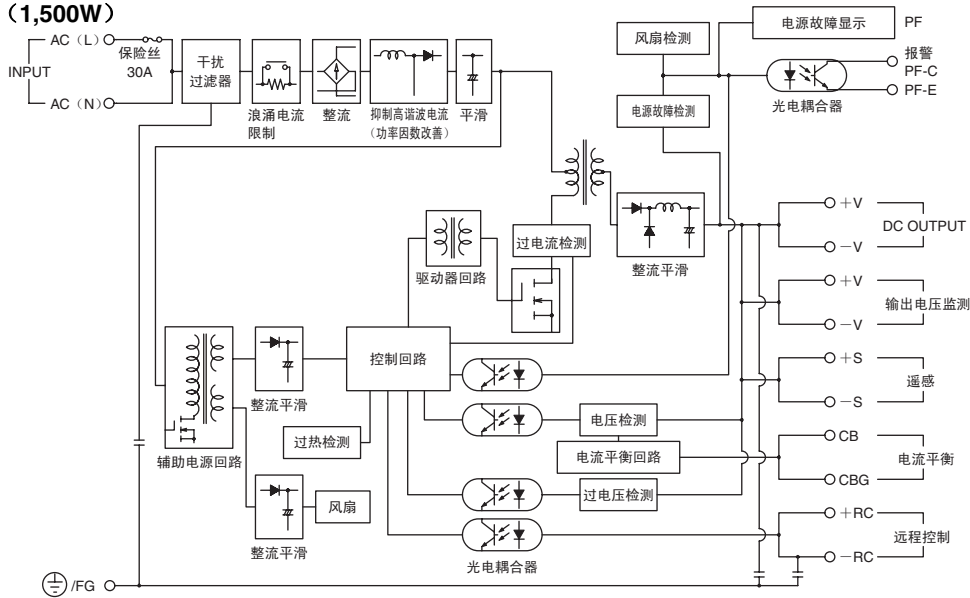 （1,500W）
AC（L）
保险丝
30A
INPUT
AC（N）
干扰
过滤器
浪涌电流
限制
整流
抑制高谐波电流
（功率因数改善）
平滑
风扇检测
电源故障显示
PF
报警
PF-C
PF-E
光电耦合器
电源故障检测
整流平滑
＋V
DC OUTPUT
－V
过电流检测
驱动器回路
＋V
输出电压监测
－V
控制回路
整流平滑
辅助电源回路
过热检测
＋S
遥感
－S
电压检测
电流平衡回路
CB
电流平衡
CBG
过电压检测
风扇
整流平滑
光电耦合器
＋RC
远程控制
－RC
/FG